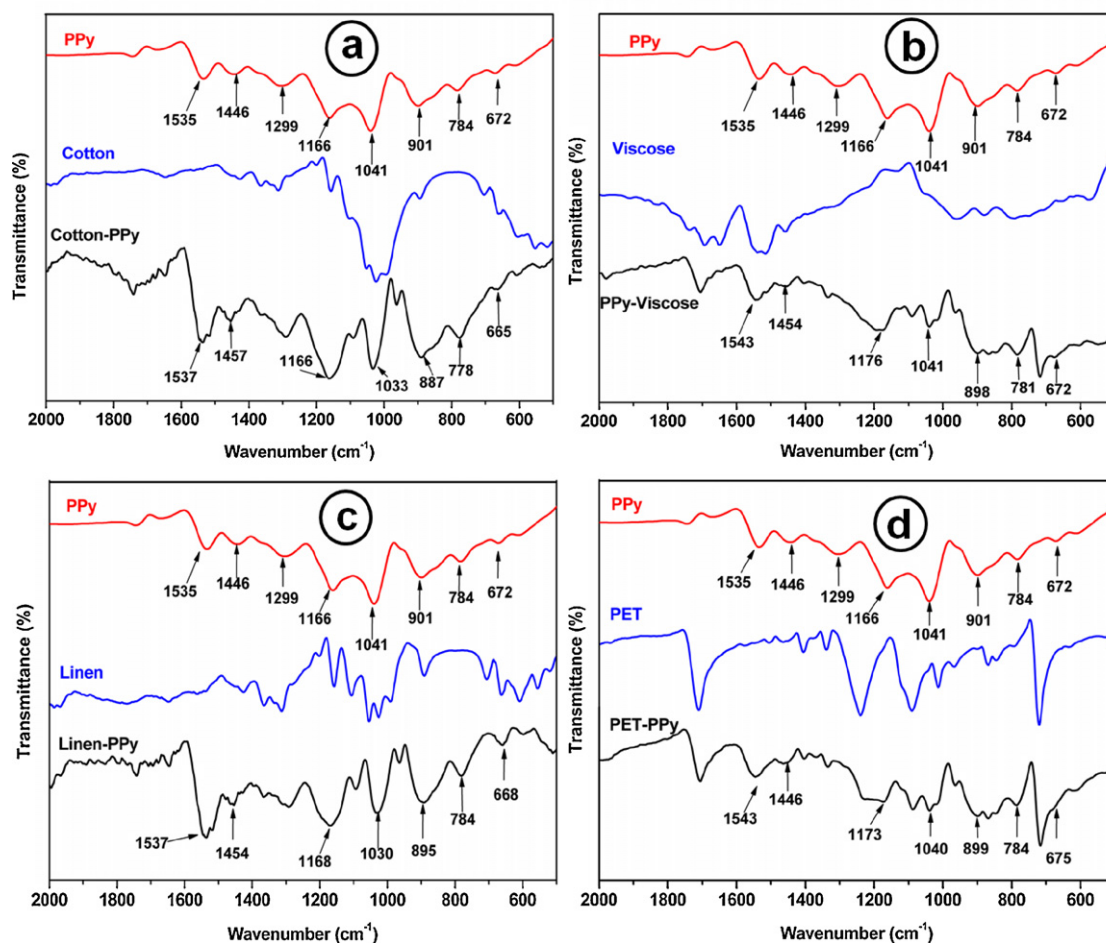 a
PPy
1535
1446
1299
1166
1041
901
784
672
Cotton
Cotton-PPy
1537
1457
1166
1033
887
778
665
Transmittance (%)
2000 1800 1600 1400 1200 1000 800 600
Wavenumber (cm-1)
b
PPy
1535
1446
1299
1166
1041
901
784
672
Viscose
PPy-Viscose
1543
1454
1176
1041
898
781
672
Transmittance (%)
2000 1800 1600 1400 1200 1000 800 600
Wavenumber (cm-1)
c
PPy
1535
1446
1299
1166
1041
901
784
672
Linen
Linen-PPy
1537
1454
1168
1030
895
784
668
Transmittance (%)
2000 1800 1600 1400 1200 1000 800 600
Wavenumber (cm-1)
d
PPy
1535
1446
1299
1166
1041
901
784
672
PET
PET-PPy
1543
1446
1173
1040
899
784
675
Transmittance (%)
2000 1800 1600 1400 1200 1000 800 600
Wavenumber (cm-1)